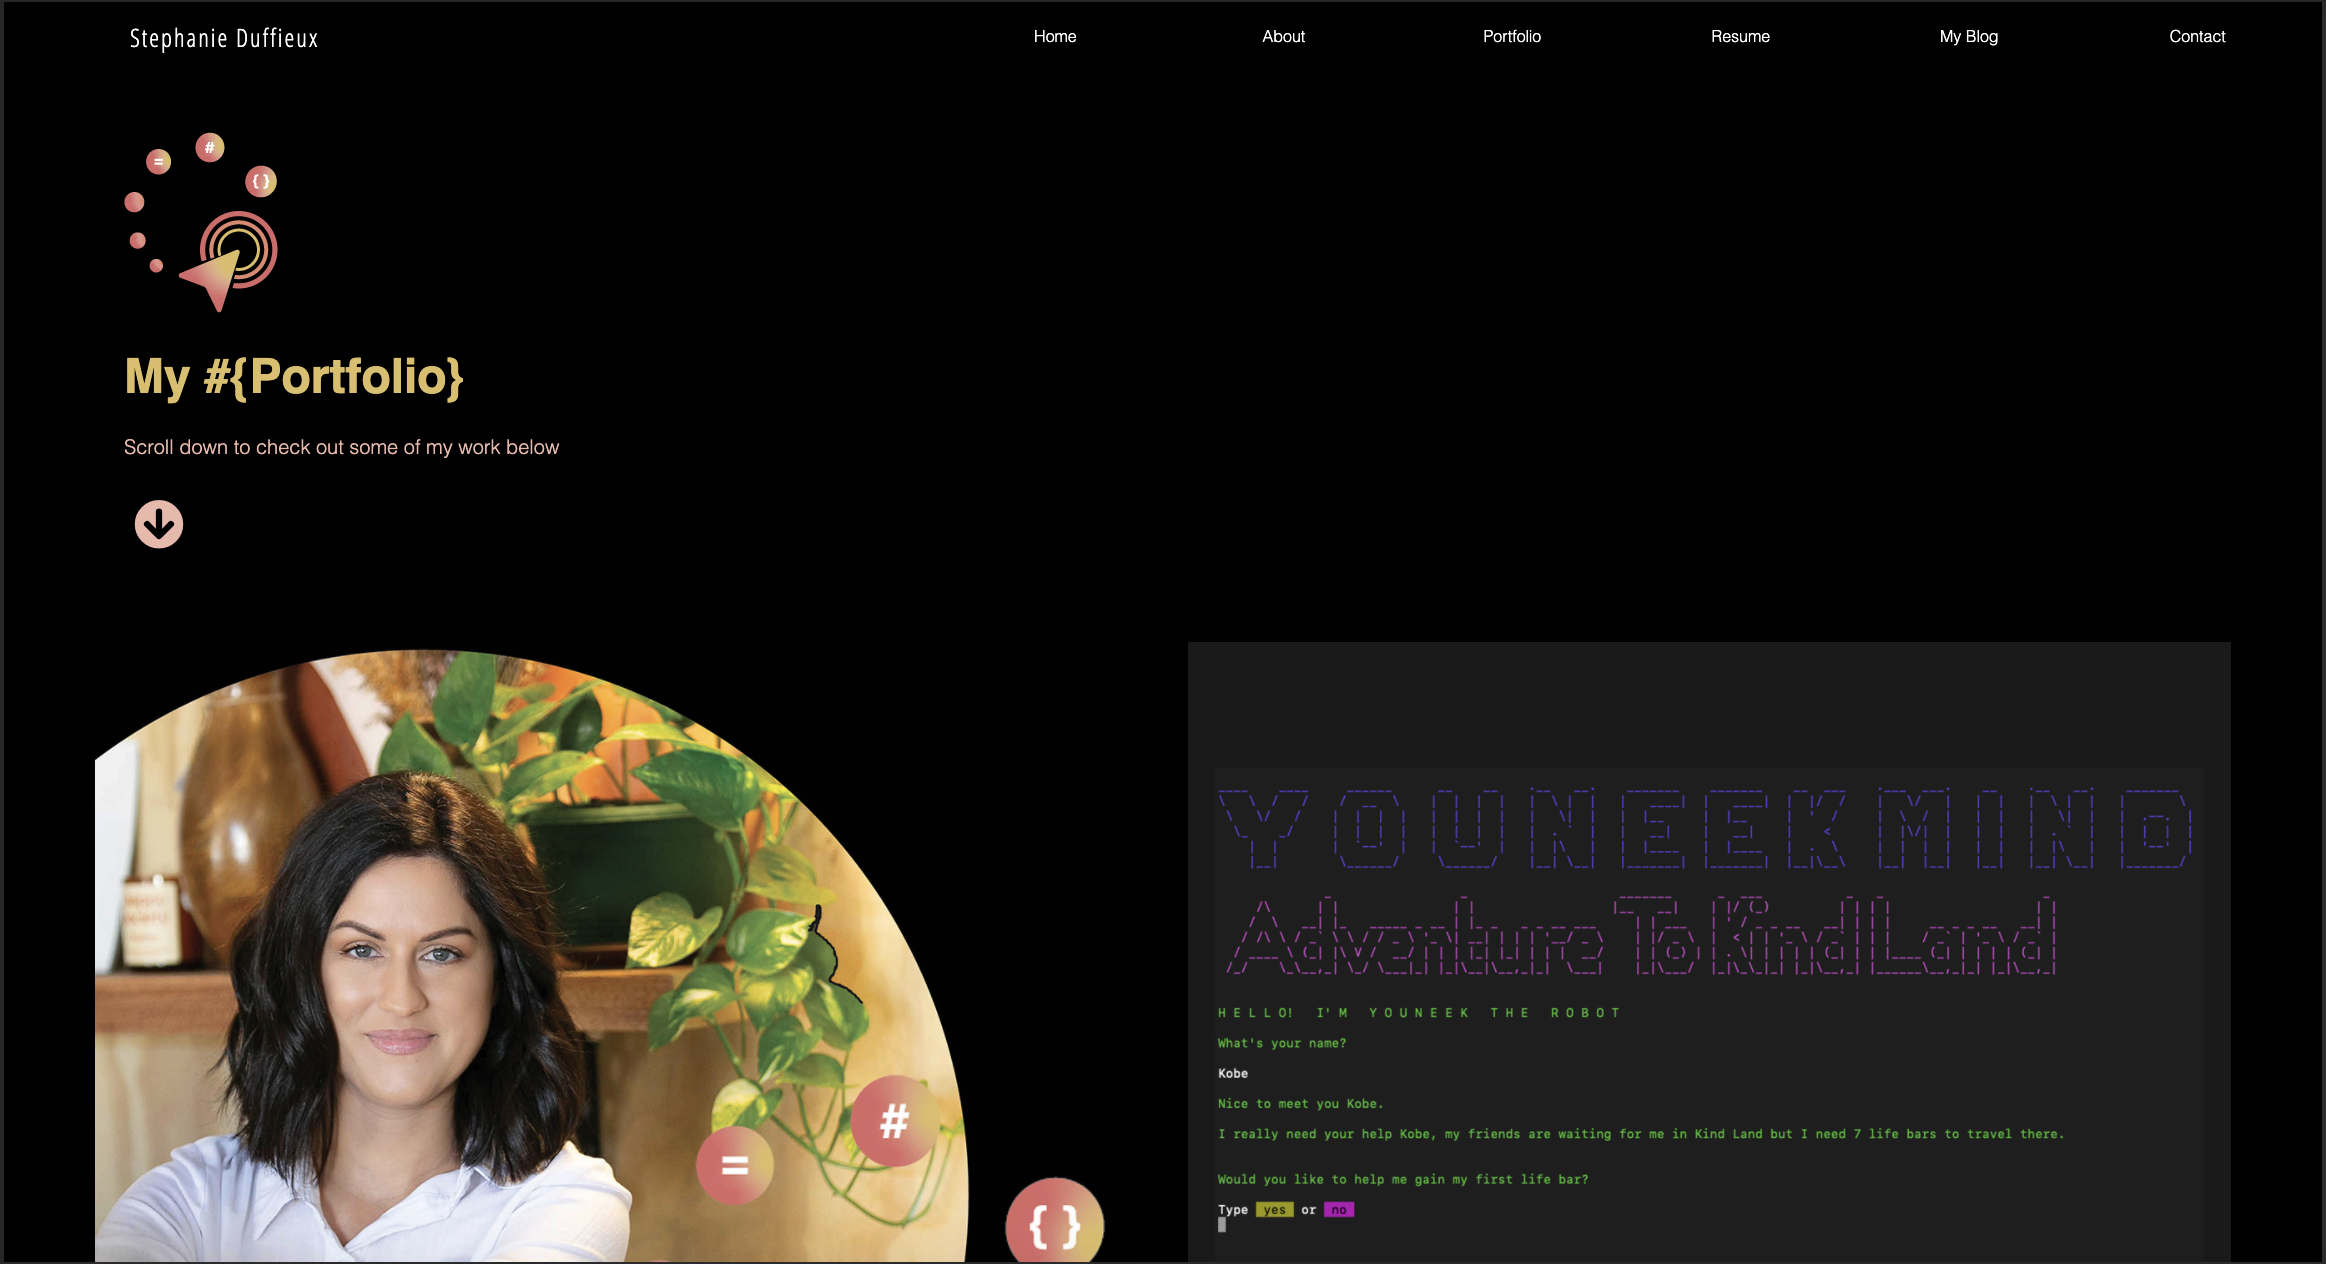 Stephanie Duffieux
Home About Portfolio Resume My Blog Contact
= # { }
My #{Portfolio}
Scroll down to check out some of my work below
YOUNEEK MIND
Adventure To Kind Land
HELLO! I'M YOUNEEK THE ROBOT
What's your name?
Kobe
Nice to meet you Kobe.
I really need your help Kobe, my friends are waiting for me in Kind Land but I need 7 life bars to travel there.
Would you like to help me gain my first life bar?
Type yes or no
#
=
{ }